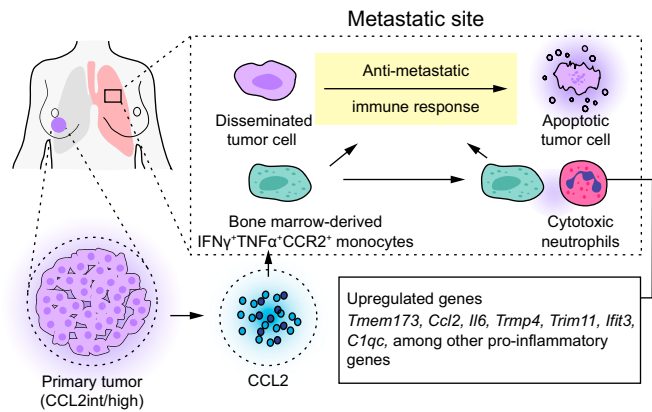 Metastatic site
Anti-metastatic
immune response
Disseminated
tumor cell
Apoptotic
tumor cell
Bone marrow-derived
IFNγ⁺TNFα⁺CCR2⁺ monocytes
Cytotoxic
neutrophils
Primary tumor
(CCL2int/high)
CCL2
Upregulated genes
Tmem173, Ccl2, Il6, Trmp4, Trim11, Ifit3,
C1qc, among other pro-inflammatory
genes